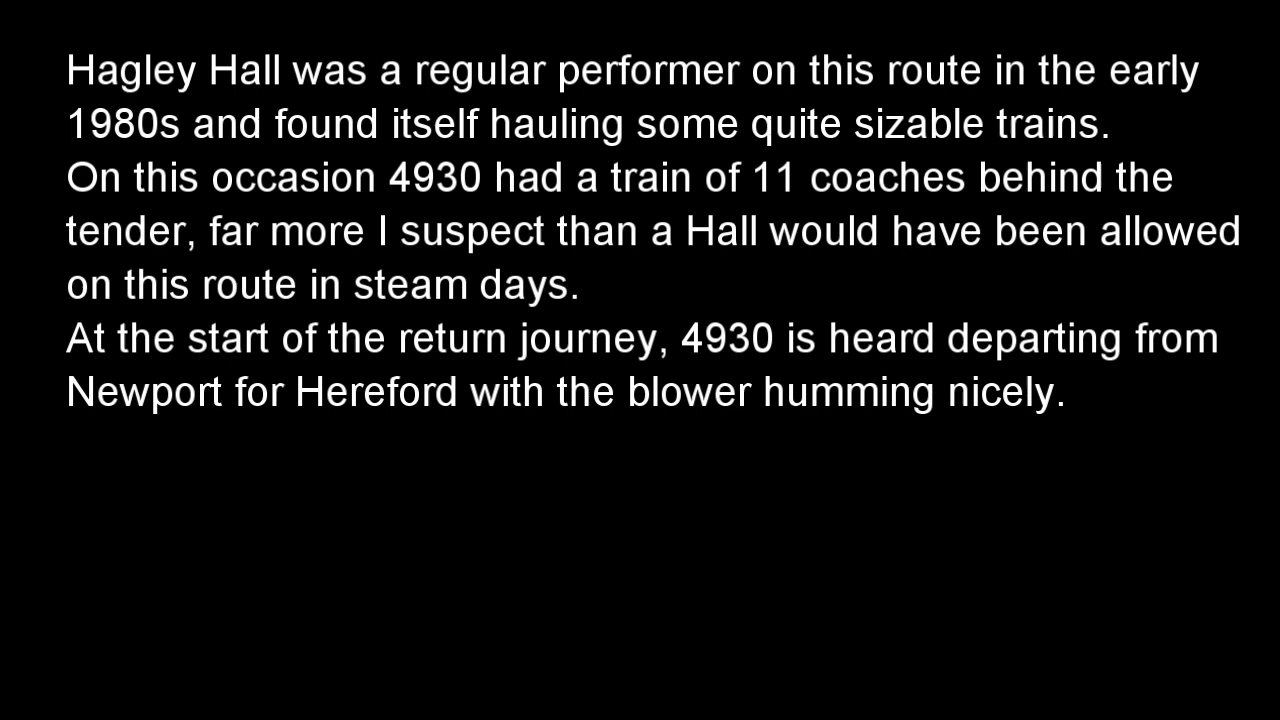 Hagley Hall was a regular performer on this route in the early
1980s and found itself hauling some quite sizable trains.
On this occasion 4930 had a train of 11 coaches behind the
tender, far more I suspect than a Hall would have been allowed
on this route in steam days.
At the start of the return journey, 4930 is heard departing from
Newport for Hereford with the blower humming nicely.